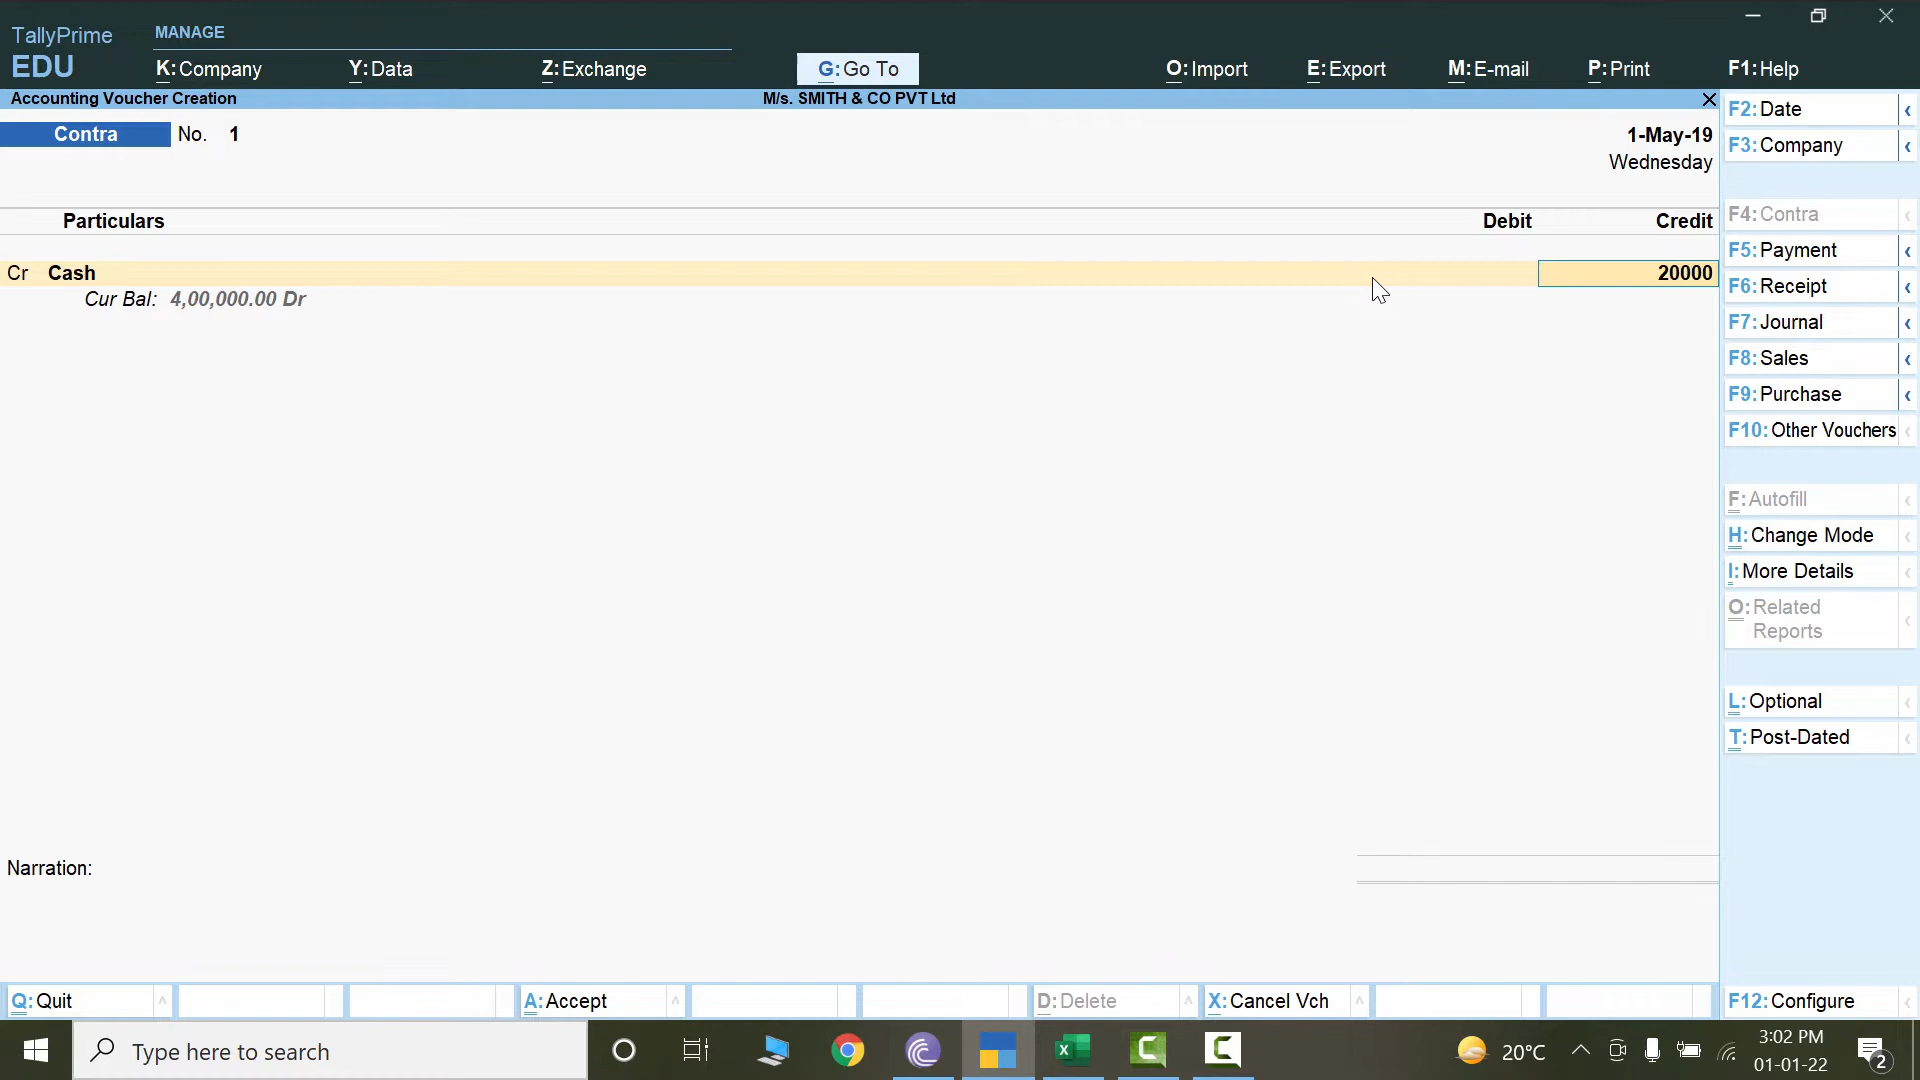 TallyPrime
EDU
MANAGE
K: Company
Y: Data
Z: Exchange
G: Go To
O: Import
E: Export
M: E-mail
P: Print
F1: Help
Accounting Voucher Creation
M/s. SMITH & CO PVT Ltd
Contra No. 1
1-May-19
Wednesday
Particulars
Debit
Credit
Cr Cash
20000
Cur Bal: 4,00,000.00 Dr
Narration:
F2: Date
F3: Company
F4: Contra
F5: Payment
F6: Receipt
F7: Journal
F8: Sales
F9: Purchase
F10: Other Vouchers
F: Autofill
H: Change Mode
I: More Details
O: Related
Reports
L: Optional
T: Post-Dated
Q: Quit
A: Accept
D: Delete
X: Cancel Vch
F12: Configure
Type here to search
20°C
3:02 PM
01-01-22
2